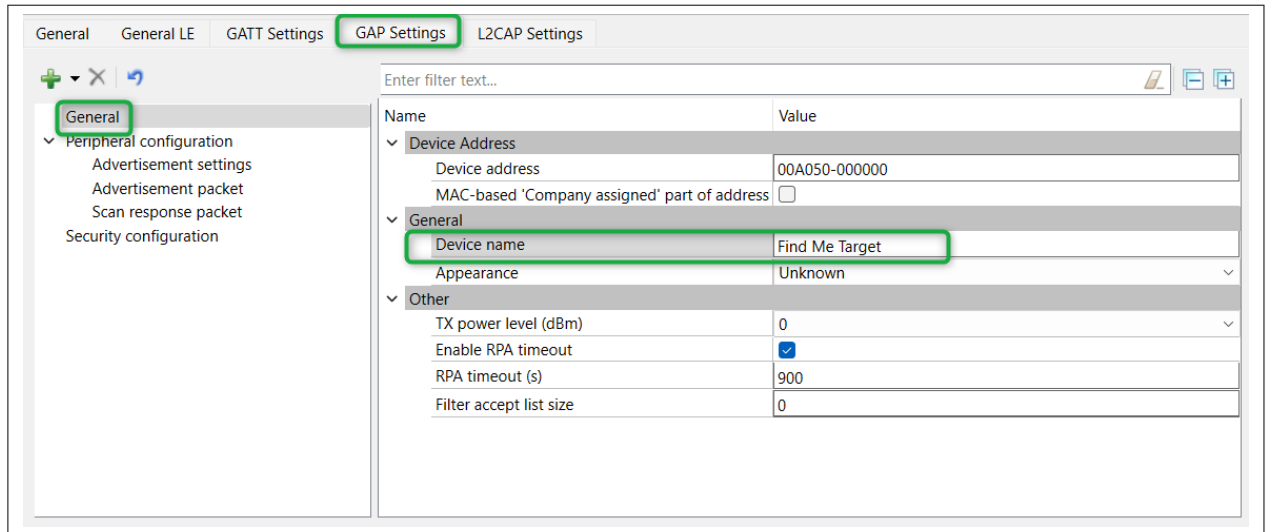 General General LE GATT Settings GAP Settings L2CAP Settings
Enter filter text...
General
Peripheral configuration
Advertisement settings
Advertisement packet
Scan response packet
Security configuration
Name Value
Device Address
Device address 00A050-000000
MAC-based 'Company assigned' part of address
General
Device name Find Me Target
Appearance Unknown
Other
TX power level (dBm) 0
Enable RPA timeout
RPA timeout (s) 900
Filter accept list size 0